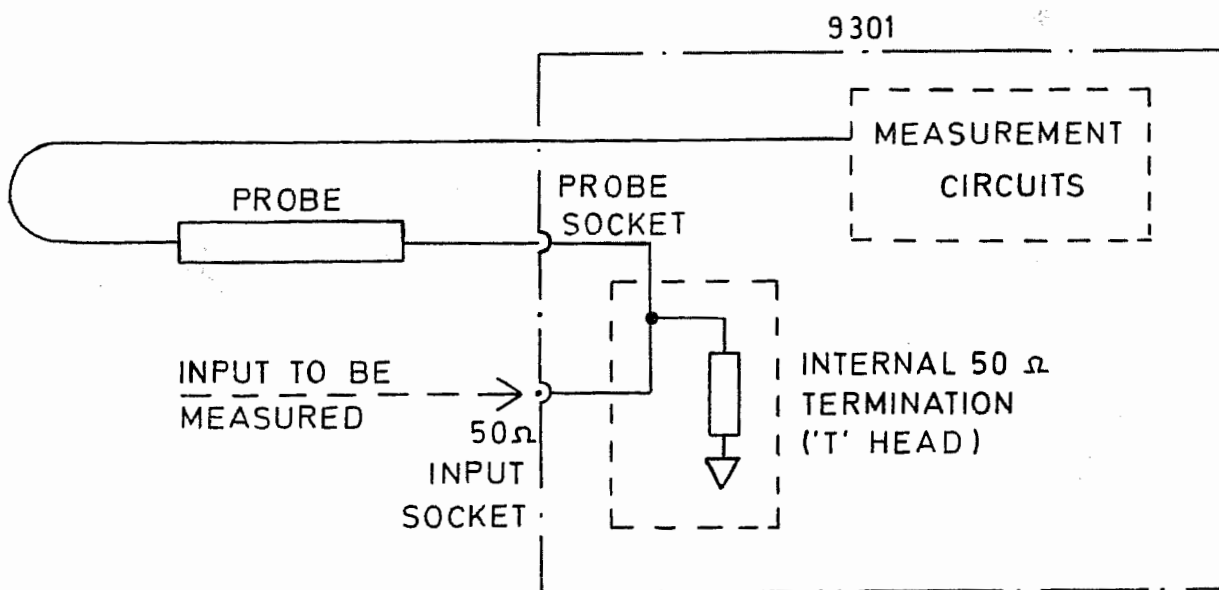 9301
MEASUREMENT
CIRCUITS
PROBE
PROBE
SOCKET
INPUT TO BE
MEASURED
50Ω
INPUT
SOCKET
INTERNAL 50 Ω
TERMINATION
('T' HEAD)